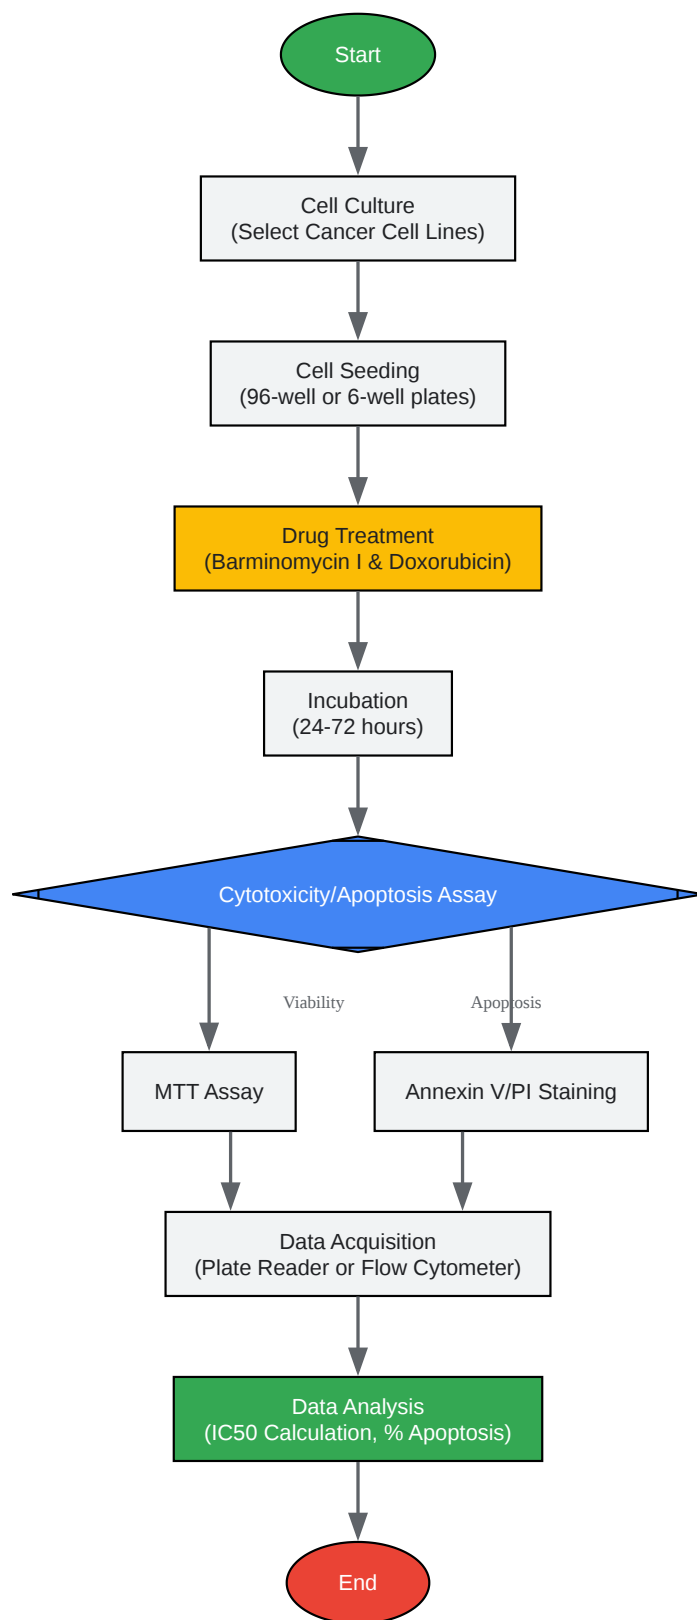 Start
Cell Culture
(Select Cancer Cell Lines)
Cell Seeding
(96-well or 6-well plates)
Drug Treatment
(Barminomycin I & Doxorubicin)
Incubation
(24-72 hours)
Cytotoxicity/Apoptosis Assay
Viability
Apoptosis
MTT Assay
Annexin V/PI Staining
Data Acquisition
(Plate Reader or Flow Cytometer)
Data Analysis
(IC50 Calculation, % Apoptosis)
End